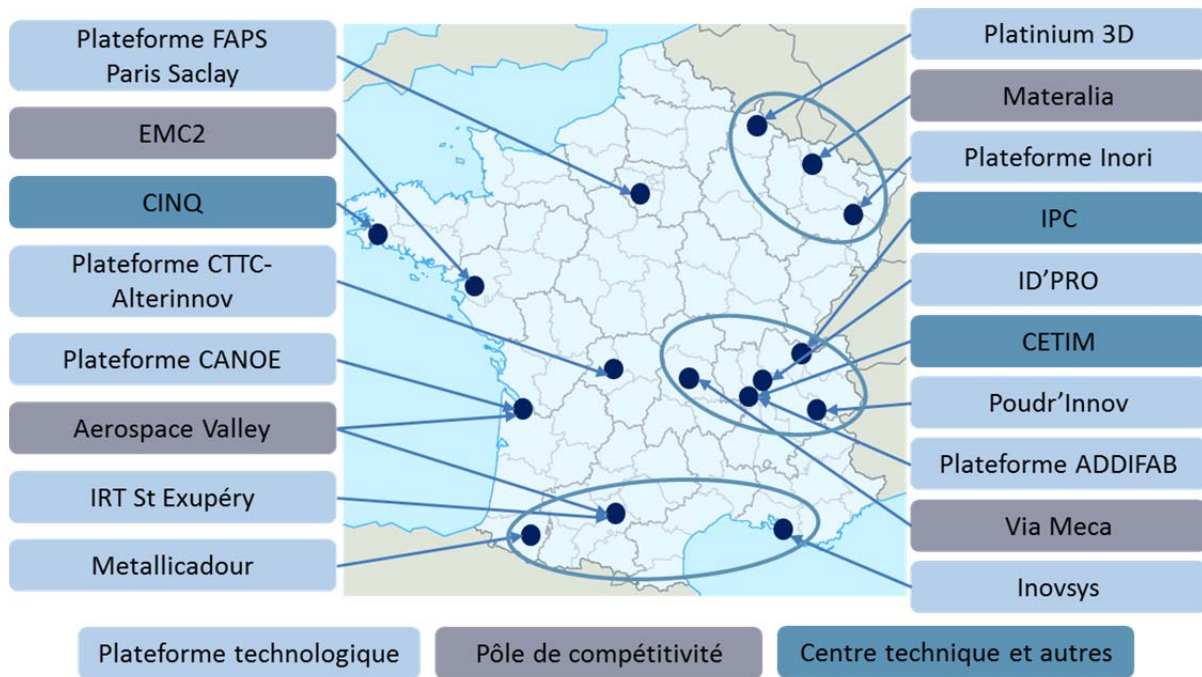 Plateforme FAPS
Paris Saclay
EMC2
CINQ
Plateforme CTTC-
Alterinnov
Plateforme CANOE
Aerospace Valley
IRT St Exupéry
Metallicadour
Platinium 3D
Materalia
Plateforme Inori
IPC
ID’PRO
CETIM
Poudr’Innov
Plateforme ADDIFAB
Via Meca
Inovsys
Plateforme technologique
Pôle de compétitivité
Centre technique et autres